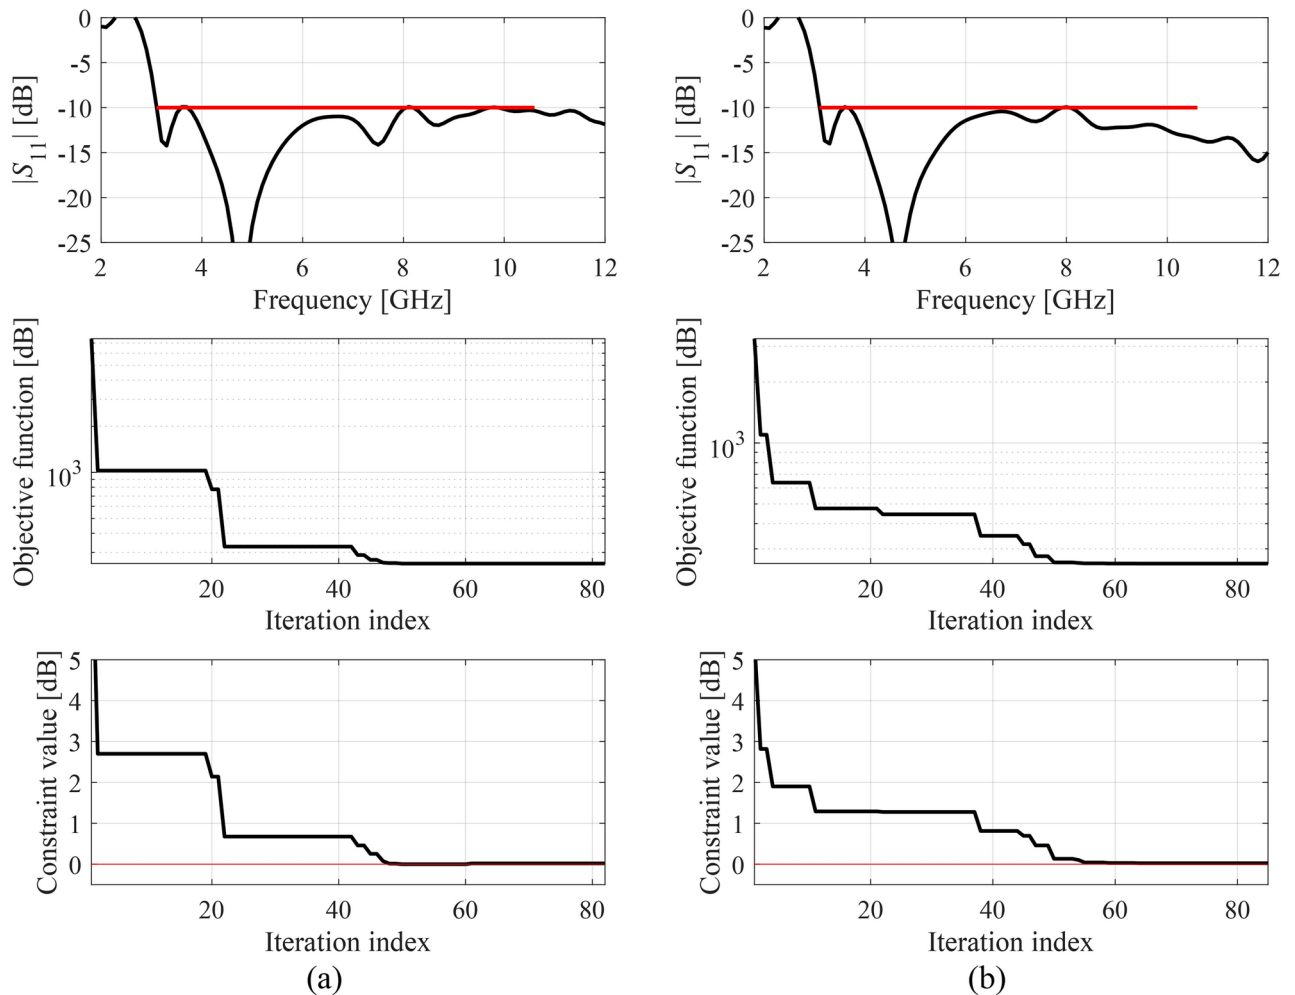 0
-5
-10
-15
-20
-25
|S11| [dB]
2 4 6 8 10 12
Frequency [GHz]
0
-5
-10
-15
-20
-25
|S11| [dB]
2 4 6 8 10 12
Frequency [GHz]
Objective function [dB]
10^3
20 40 60 80
Iteration index
Objective function [dB]
10^3
20 40 60 80
Iteration index
Constraint value [dB]
5
4
3
2
1
0
20 40 60 80
Iteration index
(a)
Constraint value [dB]
5
4
3
2
1
0
20 40 60 80
Iteration index
(b)